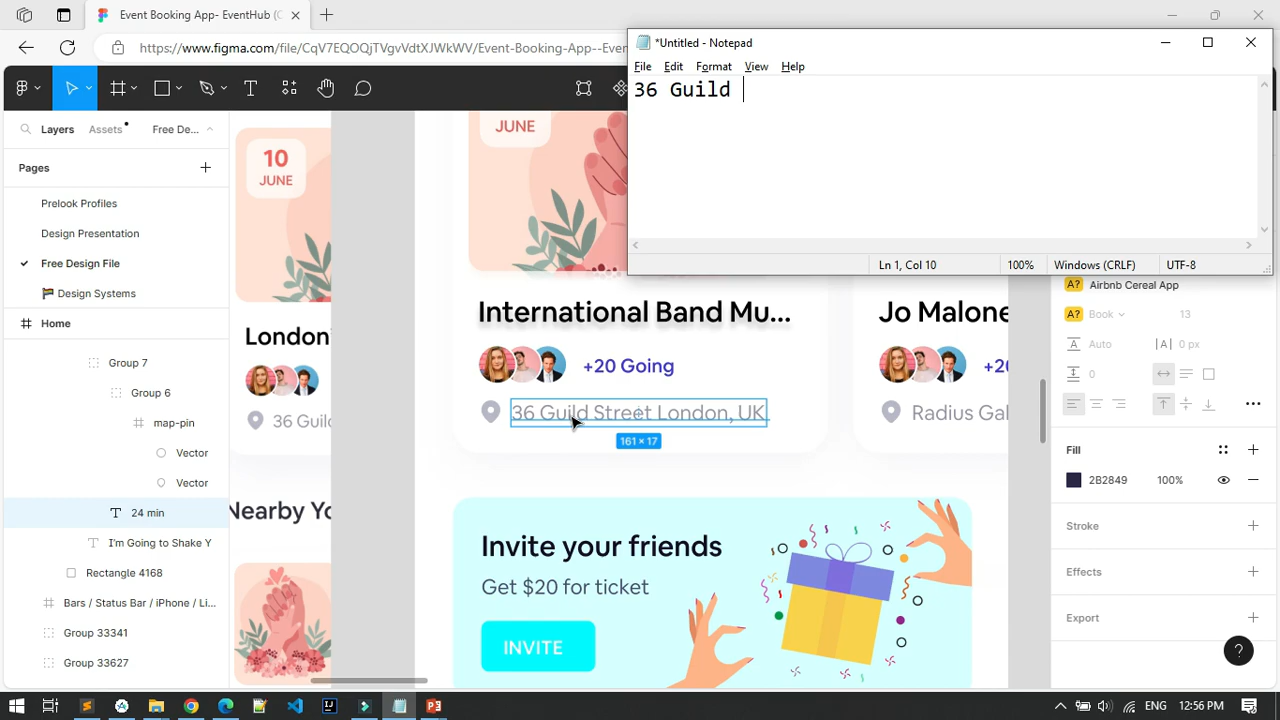 Event Booking App- EventHub (C
https://www.figma.com/file/CqV7EQOQjTVgvVdtXJWkWV/Event-Booking-App--Even
*Untitled - Notepad
File Edit Format View Help
36 Guild
Ln 1, Col 10 100% Windows (CRLF) UTF-8
Layers Assets Free De...
Pages
Prelook Profiles
Design Presentation
Free Design File
Design Systems
Home
Group 7
Group 6
map-pin
Vector
Vector
24 min
I'm Going to Shake Y
Rectangle 4168
Bars / Status Bar / iPhone / Li...
Group 33341
Group 33627
10
JUNE
London
36 Guild
Nearby Yo
JUNE
International Band Mu...
+20 Going
36 Guild Street London, UK
161 × 17
Jo Malone
+20
Radius Gal
Invite your friends
Get $20 for ticket
INVITE
A? Airbnb Cereal App
A? Book 13
A Auto |A| 0 px
0
Fill
2B2849 100%
Stroke
Effects
Export
?
ENG 12:56 PM